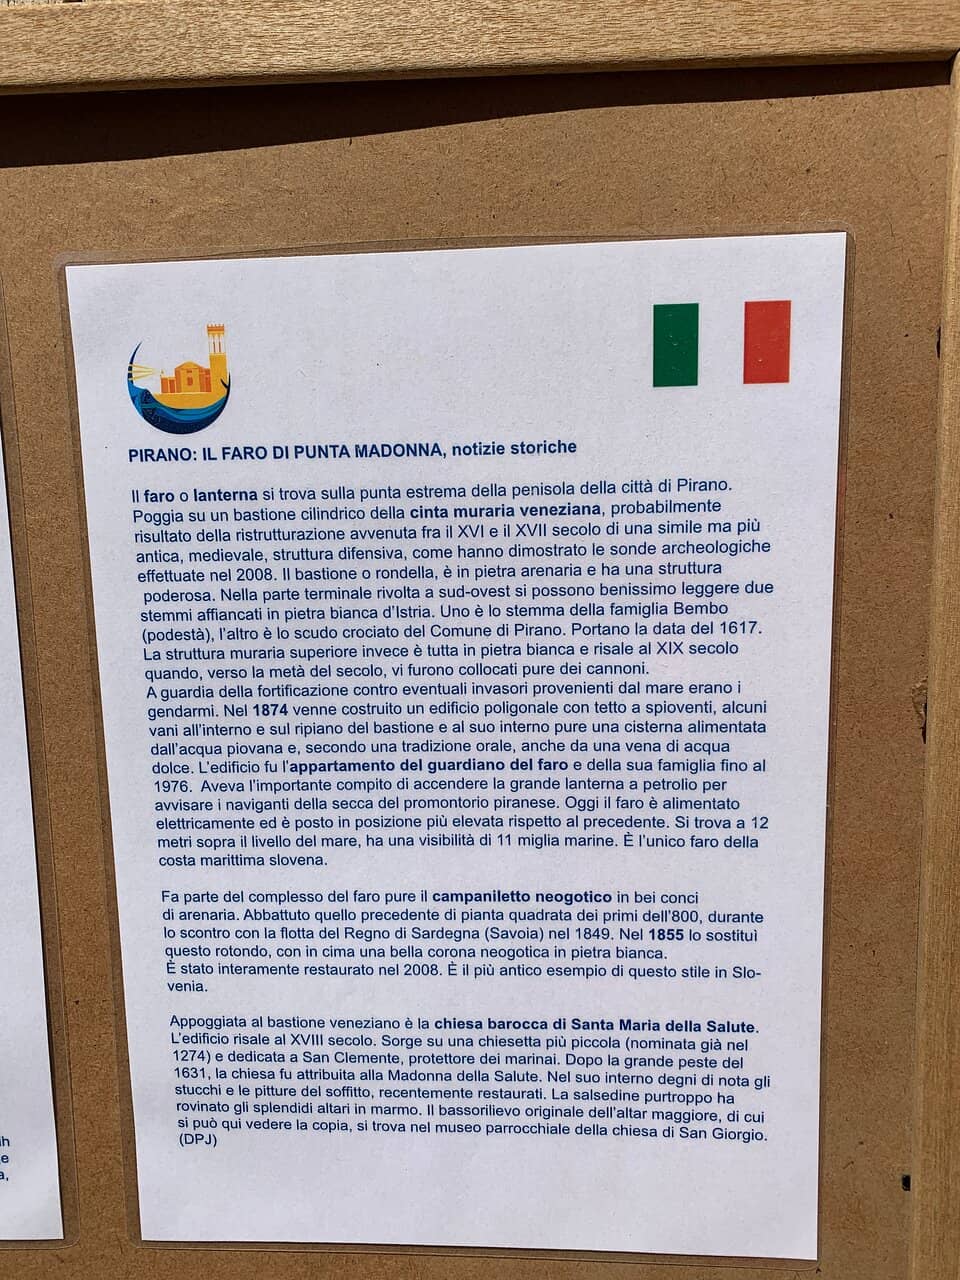 PIRANO: IL FARO DI PUNTA MADONNA, notizie storiche
Il faro o lanterna si trova sulla punta estrema della penisola della città di Pirano.
Poggia su un bastione cilindrico della cinta muraria veneziana, probabilmente
risultato della ristrutturazione avvenuta fra il XVI e il XVII secolo di una simile ma più
antica, medievale, struttura difensiva, come hanno dimostrato le sonde archeologiche
effettuate nel 2008. Il bastione o rondella, è in pietra arenaria e ha una struttura
poderosa. Nella parte terminale rivolta a sud-ovest si possono benissimo leggere due
stemmi affiancati in pietra bianca d'Istria. Uno è lo stemma della famiglia Bembo
(podestà), l'altro è lo scudo crociato del Comune di Pirano. Portano la data del 1617.
La struttura muraria superiore invece è tutta in pietra bianca e risale al XIX secolo
quando, verso la metà del secolo, vi furono collocati pure dei cannoni.
A guardia della fortificazione contro eventuali invasori provenienti dal mare erano i
gendarmi. Nel 1874 venne costruito un edificio poligonale con tetto a spioventi, alcuni
vani all'interno e sul ripiano del bastione e al suo interno pure una cisterna alimentata
dall'acqua piovana e, secondo una tradizione orale, anche da una vena di acqua
dolce. L'edificio fu l'appartamento del guardiano del faro e della sua famiglia fino al
1976. Aveva l'importante compito di accendere la grande lanterna a petrolio per
avvisare i naviganti della secca del promontorio piranese. Oggi il faro è alimentato
elettricamente ed è posto in posizione più elevata rispetto al precedente. Si trova a 12
metri sopra il livello del mare, ha una visibilità di 11 miglia marine. È l'unico faro della
costa marittima slovena.
Fa parte del complesso del faro pure il campaniletto neogotico in bei conci
di arenaria. Abbattuto quello precedente di pianta quadrata dei primi dell'800, durante
lo scontro con la flotta del Regno di Sardegna (Savoia) nel 1849. Nel 1855 lo sostituì
questo rotondo, con in cima una bella corona neogotica in pietra bianca.
È stato interamente restaurato nel 2008. È il più antico esempio di questo stile in Slo-
venia.
Appoggiata al bastione veneziano è la chiesa barocca di Santa Maria della Salute.
L'edificio risale al XVIII secolo. Sorge su una chiesetta più piccola (nominata già nel
1274) e dedicata a San Clemente, protettore dei marinai. Dopo la grande peste del
1631, la chiesa fu attribuita alla Madonna della Salute. Nel suo interno degni di nota gli
stucchi e le pitture del soffitto, recentemente restaurati. La salsedine purtroppo ha
rovinato gli splendidi altari in marmo. Il bassorilievo originale dell'altar maggiore, di cui
si può qui vedere la copia, si trova nel museo parrocchiale della chiesa di San Giorgio.
(DPJ)